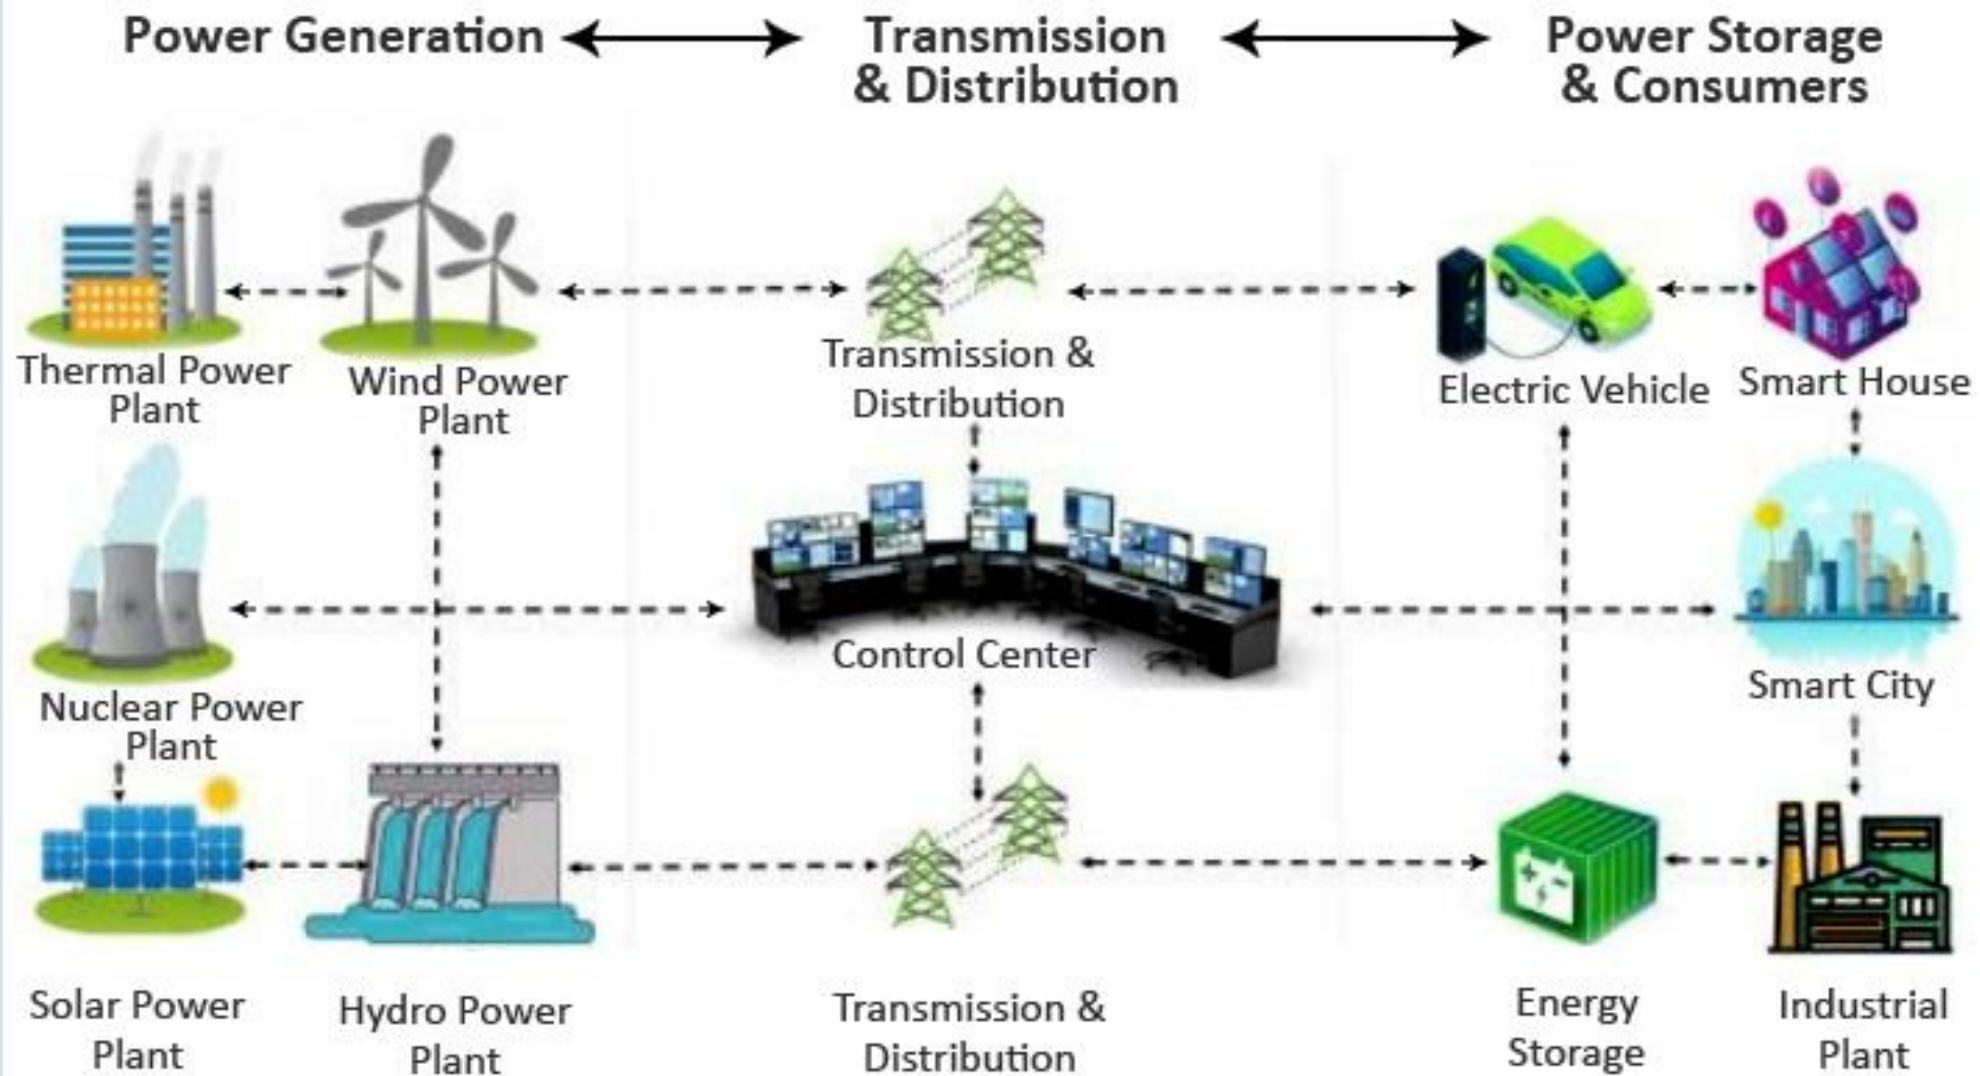 Power Generation
Transmission
& Distribution
Power Storage
& Consumers
Thermal Power
Plant
Wind Power
Plant
Transmission &
Distribution
Electric Vehicle
Smart House
Nuclear Power
Plant
Control Center
Smart City
Solar Power
Plant
Hydro Power
Plant
Transmission &
Distribution
Energy
Storage
Industrial
Plant